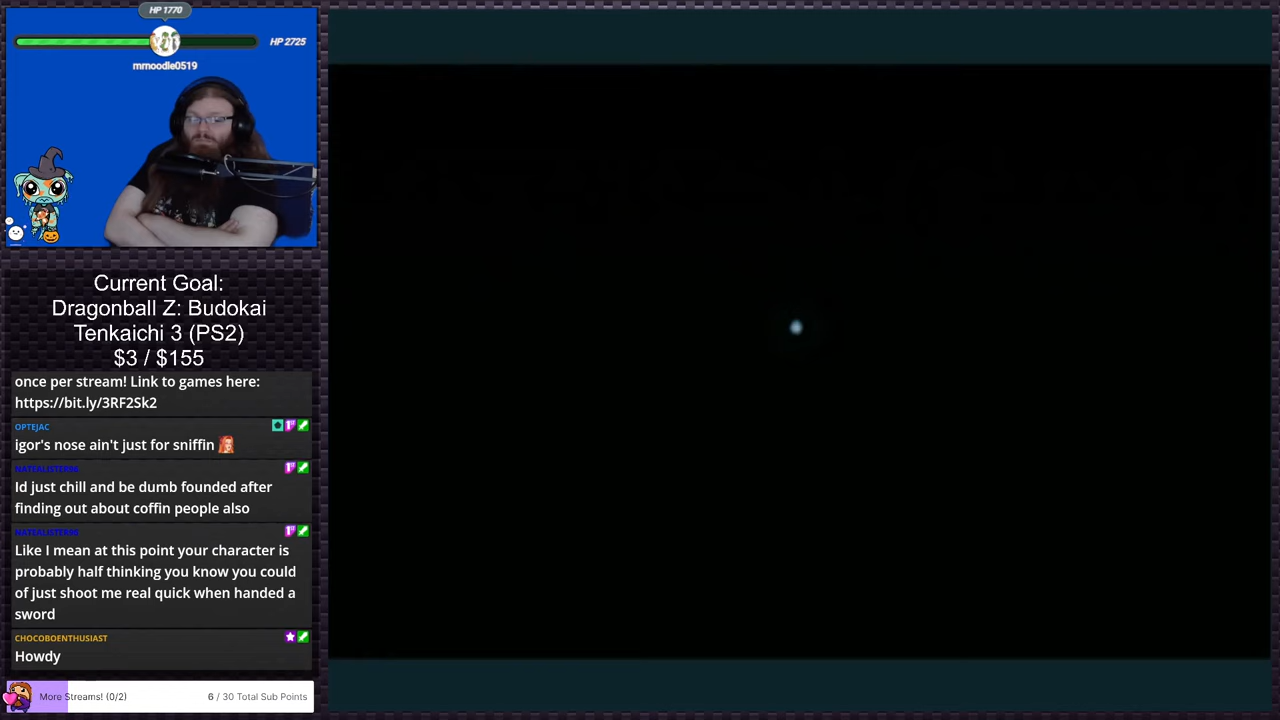 HP 1770
HP 2725
mmoodle0519
Current Goal:
Dragonball Z: Budokai
Tenkaichi 3 (PS2)
$3 / $155
once per stream! Link to games here:
https://bit.ly/3RF2Sk2
OPTEJAC
igor's nose ain't just for sniffin
NATEALISTER98
Id just chill and be dumb founded after
finding out about coffin people also
NATEALISTER98
Like I mean at this point your character is
probably half thinking you know you could
of just shoot me real quick when handed a
sword
CHOCOBOENTHUSIAST
Howdy
More Streams! (0/2)
6 / 30 Total Sub Points